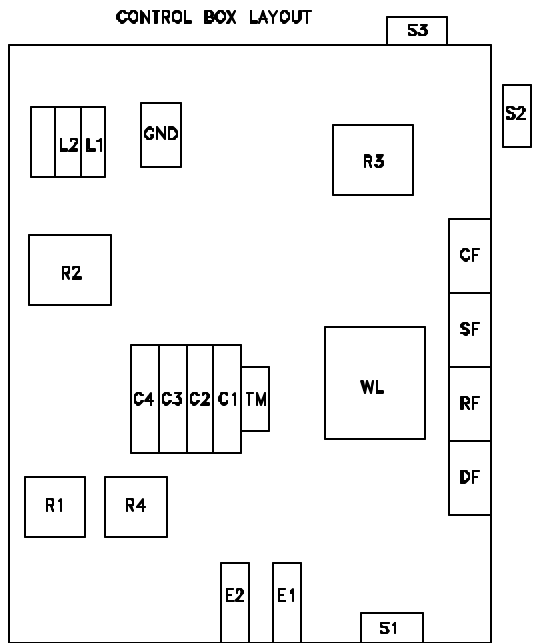 CONTROL BOX LAYOUT
S3
S2
L2 L1
GND
R3
R2
CF
SF
RF
DF
WL
C4 C3 C2 C1 TM
R1
R4
E2
E1
S1